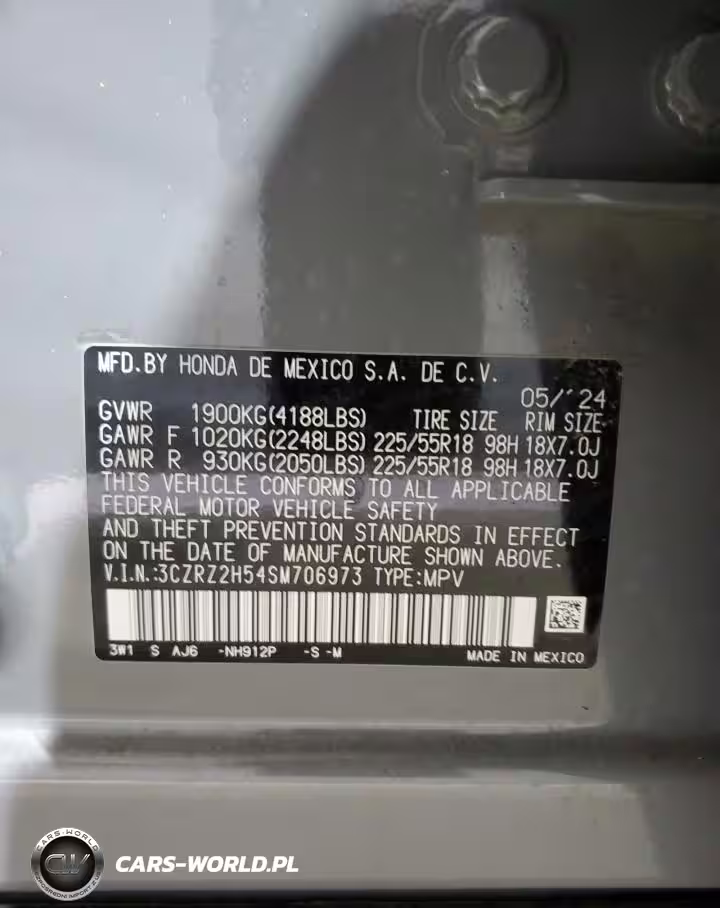 MFD.BY HONDA DE MEXICO S.A. DE C.V.
05/'24
GVWR 1900KG(4188LBS) TIRE SIZE RIM SIZE
GAWR F 1020KG(2248LBS) 225/55R18 98H 18X7.0J
GAWR R 930KG(2050LBS) 225/55R18 98H 18X7.0J
THIS VEHICLE CONFORMS TO ALL APPLICABLE
FEDERAL MOTOR VEHICLE SAFETY
AND THEFT PREVENTION STANDARDS IN EFFECT
ON THE DATE OF MANUFACTURE SHOWN ABOVE.
V.I.N.:3CZRZ2H54SM706973 TYPE:MPV
3W1 S AJ6 -NH912P -S -M MADE IN MEXICO
CARS-WORLD
CW
CARS-WORLD.PL